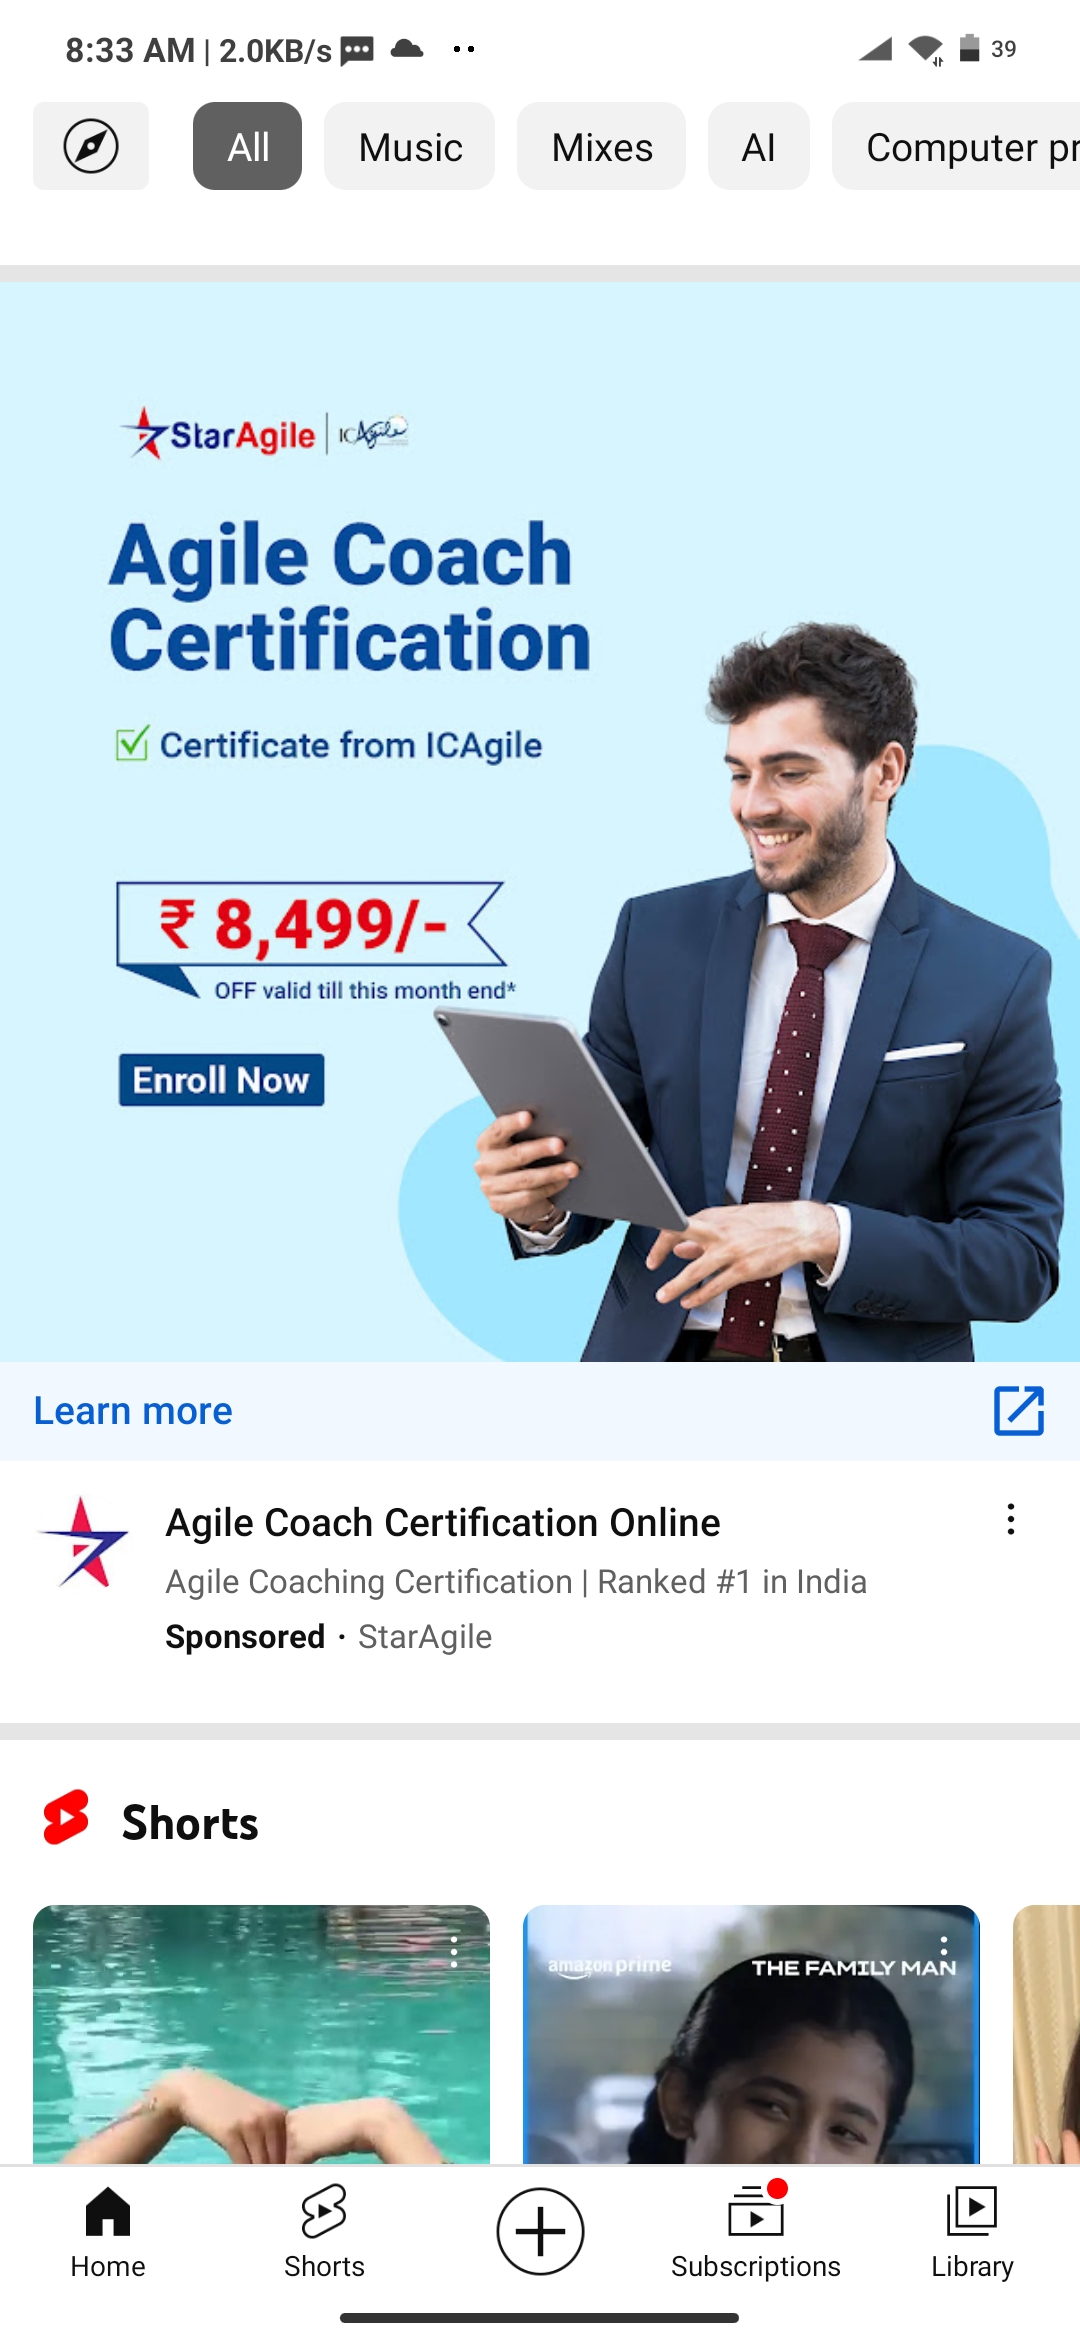 8:33 AM | 2.0KB/s
39
All
Music
Mixes
AI
Computer pr
StarAgile | ICAgile
Agile Coach
Certification
Certificate from ICAgile
₹ 8,499/-
OFF valid till this month end*
Enroll Now
Learn more
Agile Coach Certification Online
Agile Coaching Certification | Ranked #1 in India
Sponsored · StarAgile
Shorts
amazon prime
THE FAMILY MAN
Home
Shorts
Subscriptions
Library